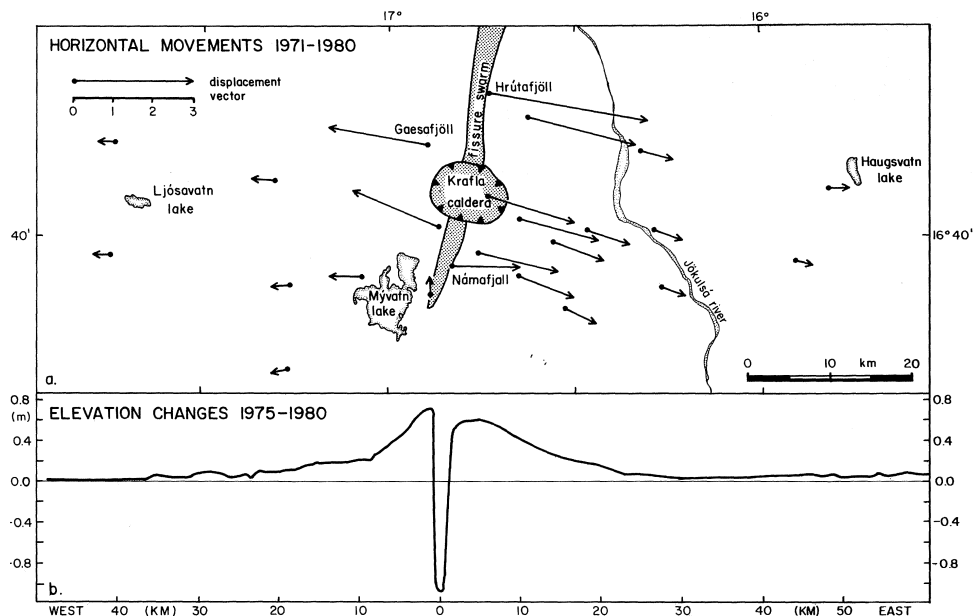 17° 16°
HORIZONTAL MOVEMENTS 1971-1980
displacement
vector
0 1 2 3
Hrútafjöll
fissure swarm
Gaesafjöll
Krafla
caldera
Ljósavatn
lake
Haugsvatn
lake
40'
16°40'
Námafjall
Mývatn
lake
Jökulsá river
km
0 10 20
a.
ELEVATION CHANGES 1975-1980
0.8
(m)
0.4
0.0
-0.4
-0.8
0.8
0.4
0.0
-0.4
-0.8
b.
WEST 40 (KM) 30 20 10 0 10 20 30 (KM) 40 50 EAST